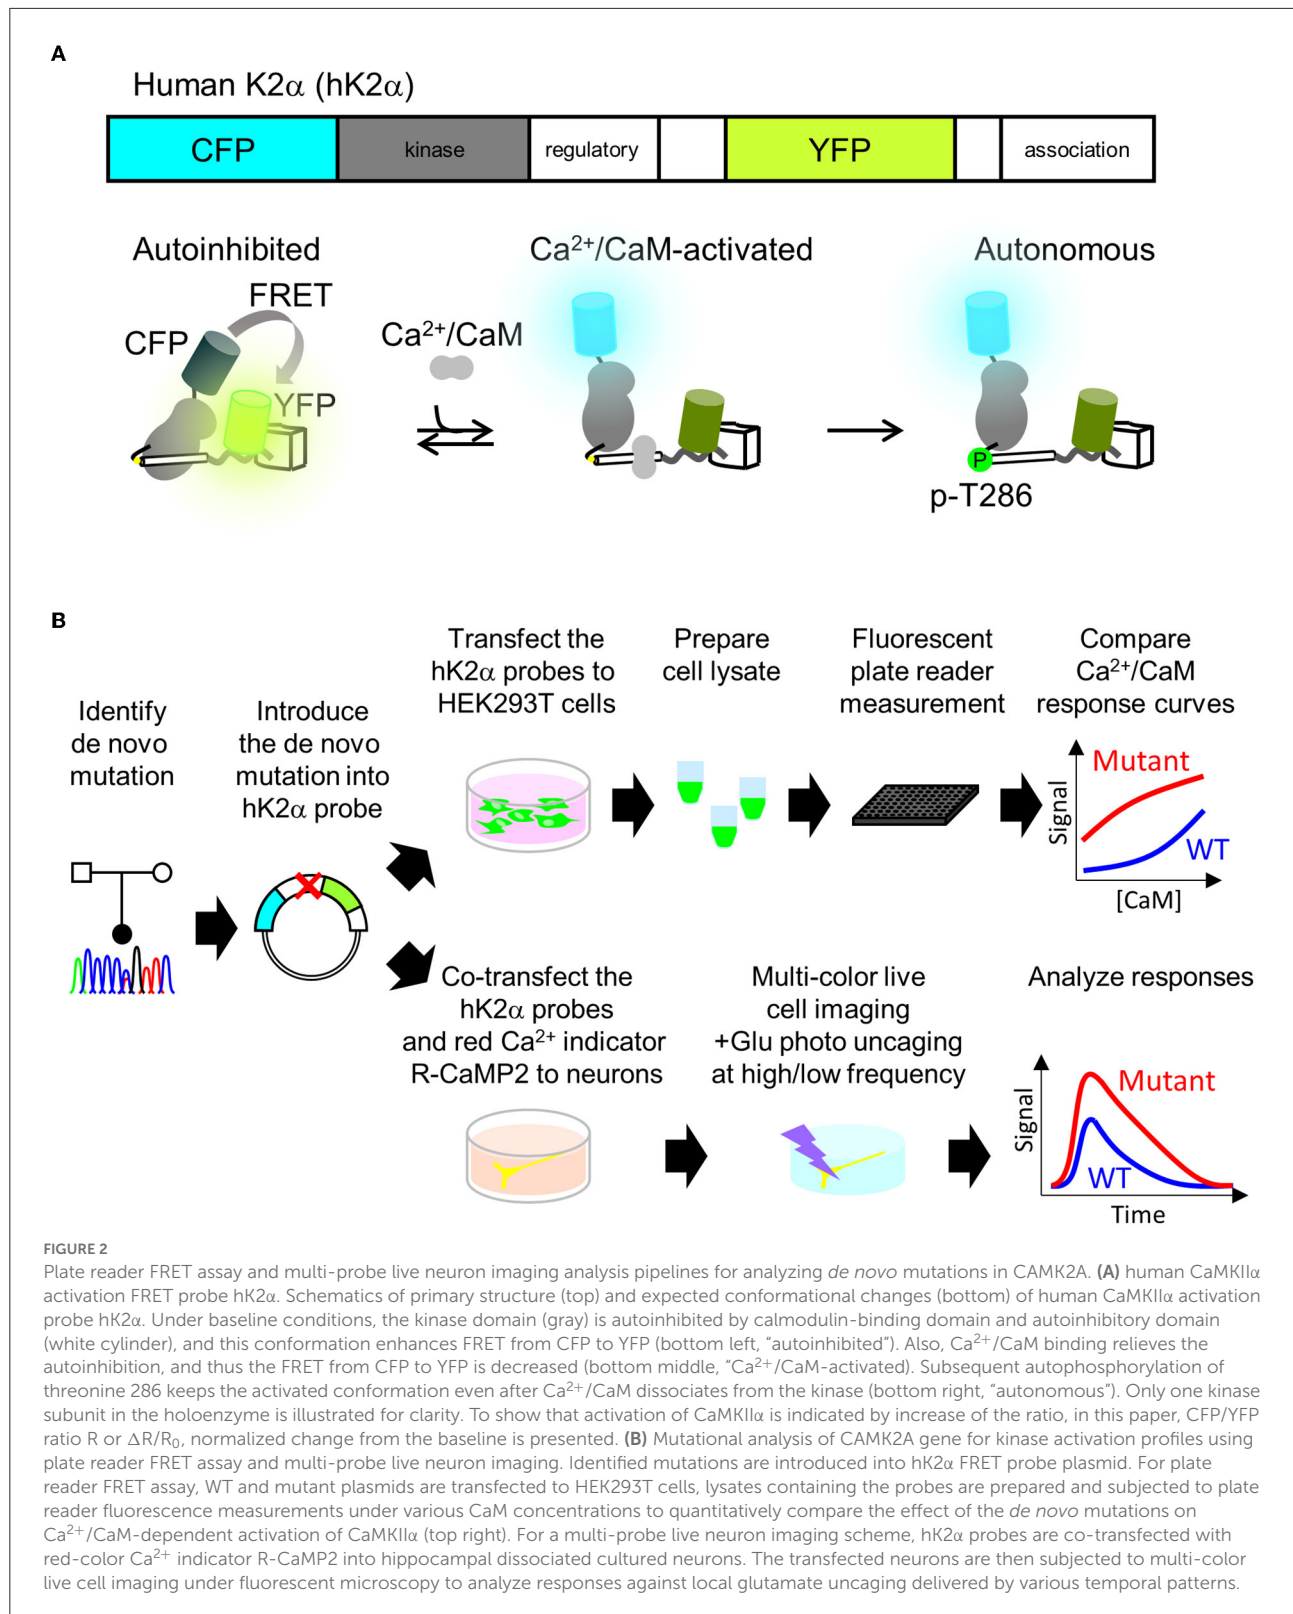 A
Human K2α (hK2α)
CFP kinase regulatory YFP association
Autoinhibited Ca²⁺/CaM-activated Autonomous
FRET
CFP Ca²⁺/CaM
YFP
P
p-T286
B
Transfect the
hK2α probes to
HEK293T cells
Prepare
cell lysate
Fluorescent
plate reader
measurement
Compare
Ca²⁺/CaM
response curves
Identify
de novo
mutation
Introduce
the de novo
mutation into
hK2α probe
Signal
Mutant
WT
[CaM]
Co-transfect the
hK2α probes
and red Ca²⁺ indicator
R-CaMP2 to neurons
Multi-color live
cell imaging
+Glu photo uncaging
at high/low frequency
Analyze responses
Signal
Mutant
WT
Time
FIGURE 2
Plate reader FRET assay and multi-probe live neuron imaging analysis pipelines for analyzing de novo mutations in CAMK2A. (A) human CaMKIIα
activation FRET probe hK2α. Schematics of primary structure (top) and expected conformational changes (bottom) of human CaMKIIα activation
probe hK2α. Under baseline conditions, the kinase domain (gray) is autoinhibited by calmodulin-binding domain and autoinhibitory domain
(white cylinder), and this conformation enhances FRET from CFP to YFP (bottom left, “autoinhibited”). Also, Ca²⁺/CaM binding relieves the
autoinhibition, and thus the FRET from CFP to YFP is decreased (bottom middle, “Ca²⁺/CaM-activated). Subsequent autophosphorylation of
threonine 286 keeps the activated conformation even after Ca²⁺/CaM dissociates from the kinase (bottom right, “autonomous”). Only one kinase
subunit in the holoenzyme is illustrated for clarity. To show that activation of CaMKIIα is indicated by increase of the ratio, in this paper, CFP/YFP
ratio R or ΔR/R₀, normalized change from the baseline is presented. (B) Mutational analysis of CAMK2A gene for kinase activation profiles using
plate reader FRET assay and multi-probe live neuron imaging. Identified mutations are introduced into hK2α FRET probe plasmid. For plate
reader FRET assay, WT and mutant plasmids are transfected to HEK293T cells, lysates containing the probes are prepared and subjected to plate
reader fluorescence measurements under various CaM concentrations to quantitatively compare the effect of the de novo mutations on
Ca²⁺/CaM-dependent activation of CaMKIIα (top right). For a multi-probe live neuron imaging scheme, hK2α probes are co-transfected with
red-color Ca²⁺ indicator R-CaMP2 into hippocampal dissociated cultured neurons. The transfected neurons are then subjected to multi-color
live cell imaging under fluorescent microscopy to analyze responses against local glutamate uncaging delivered by various temporal patterns.